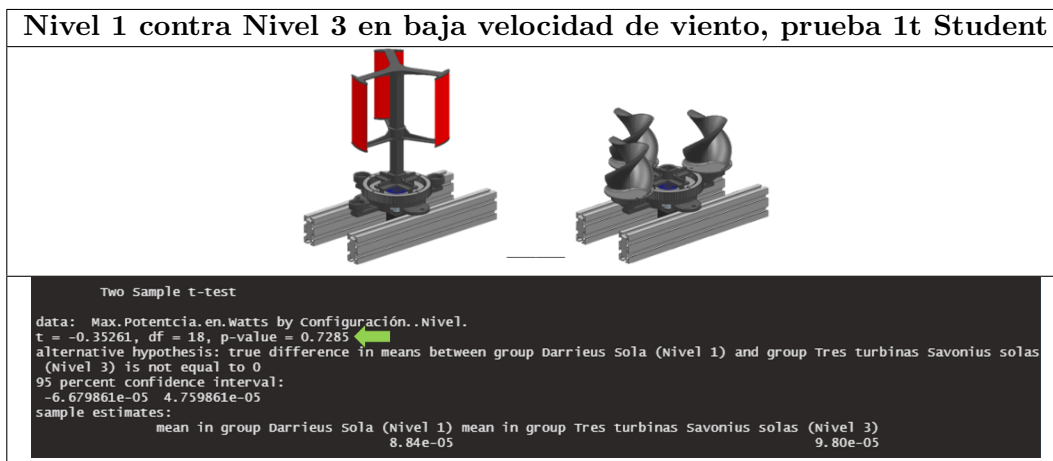 Nivel 1 contra Nivel 3 en baja velocidad de viento, prueba 1t Student
Two Sample t-test
data: Max.Potentcia.en.Watts by Configuración..Nivel.
t = -0.35261, df = 18, p-value = 0.7285
alternative hypothesis: true difference in means between group Darrieus Sola (Nivel 1) and group Tres turbinas Savonius solas
(Nivel 3) is not equal to 0
95 percent confidence interval:
-6.679861e-05 4.759861e-05
sample estimates:
mean in group Darrieus Sola (Nivel 1) mean in group Tres turbinas Savonius solas (Nivel 3)
8.84e-05 9.80e-05